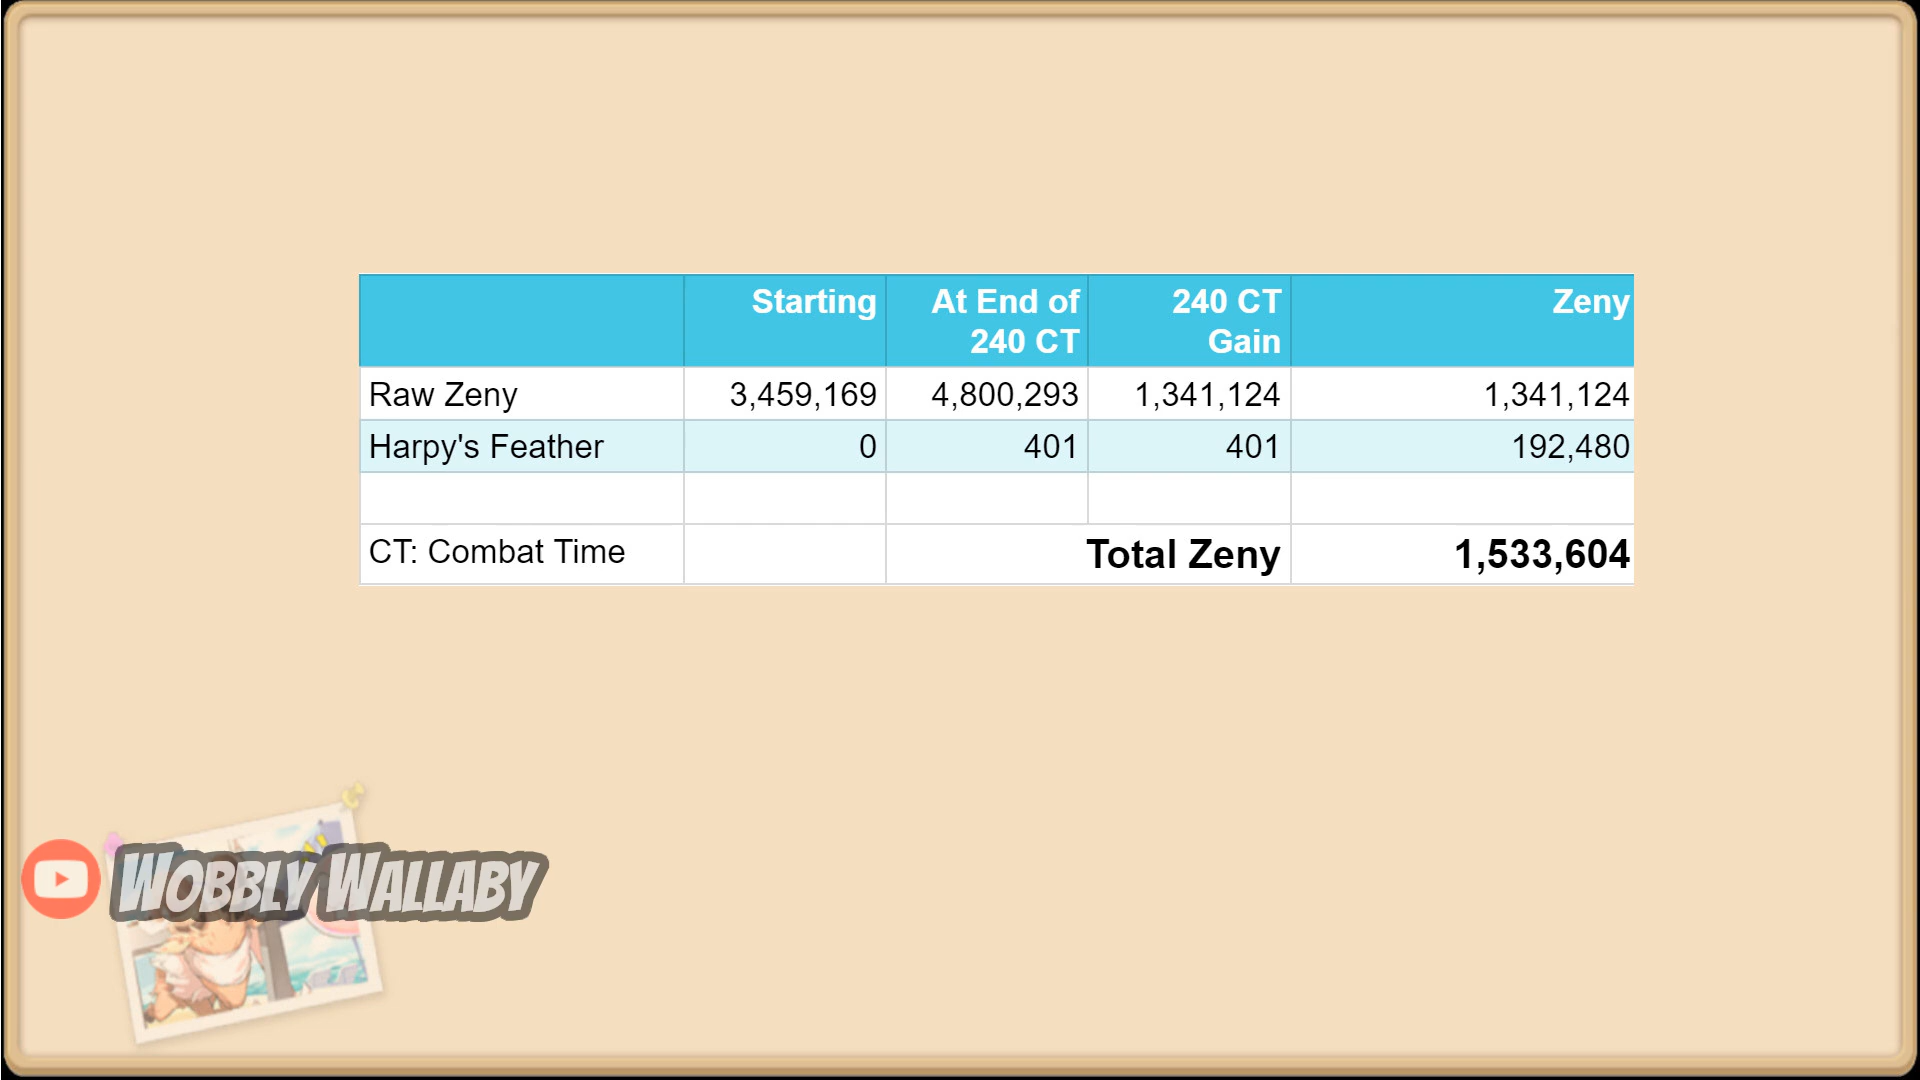 Starting At End of 240 CT Zeny
240 CT Gain
Raw Zeny 3,459,169 4,800,293 1,341,124 1,341,124
Harpy's Feather 0 401 401 192,480
CT: Combat Time Total Zeny 1,533,604
WOBBLY WALLABY